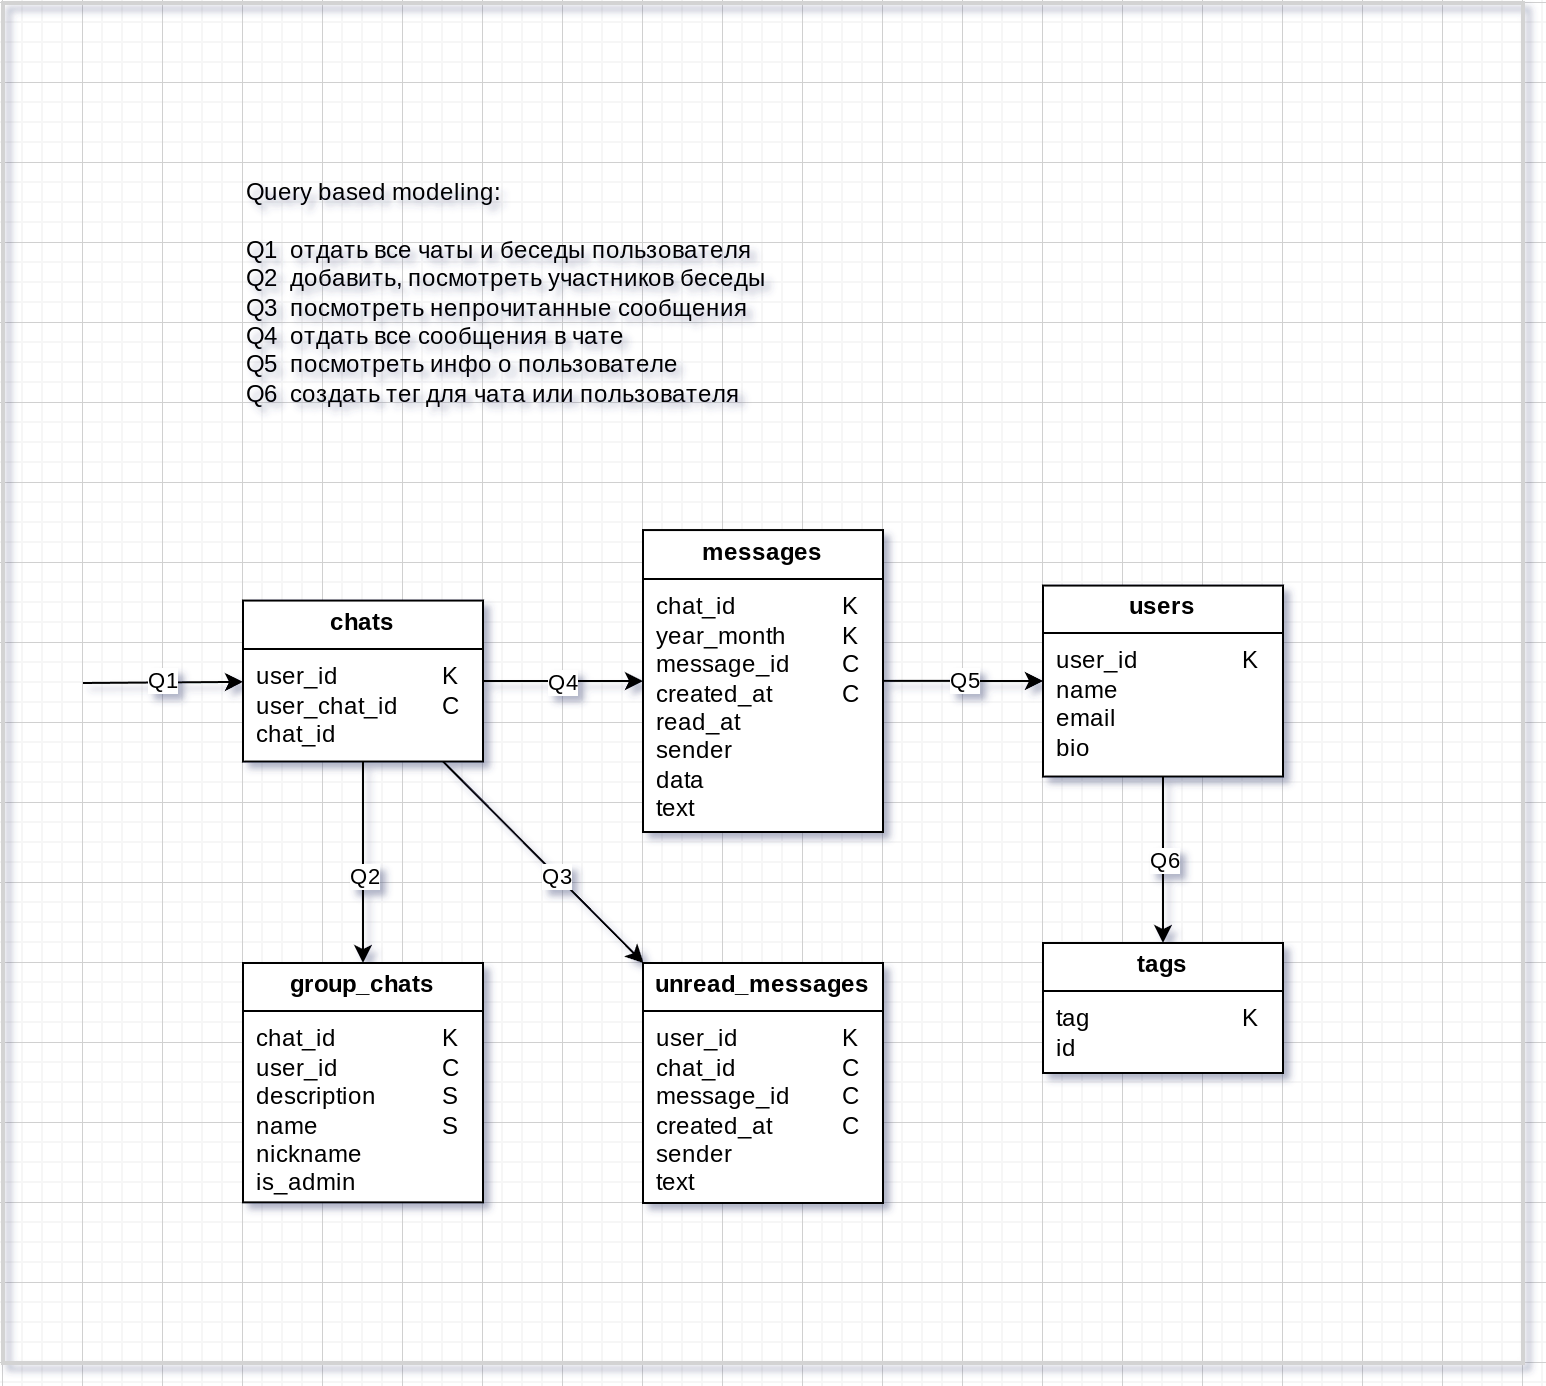 Query based modeling:
Q1 отдать все чаты и беседы пользователя
Q2 добавить, посмотреть участников беседы
Q3 посмотреть непрочитанные сообщения
Q4 отдать все сообщения в чате
Q5 посмотреть инфо о пользователе
Q6 создать тег для чата или пользователя
Q1
chats
user_id K
user_chat_id C
chat_id
Q4
messages
chat_id K
year_month K
message_id C
created_at C
read_at
sender
data
text
Q5
users
user_id K
name
email
bio
Q2
Q3
Q6
group_chats
chat_id K
user_id C
description S
name S
nickname
is_admin
unread_messages
user_id K
chat_id C
message_id C
created_at C
sender
text
tags
tag K
id